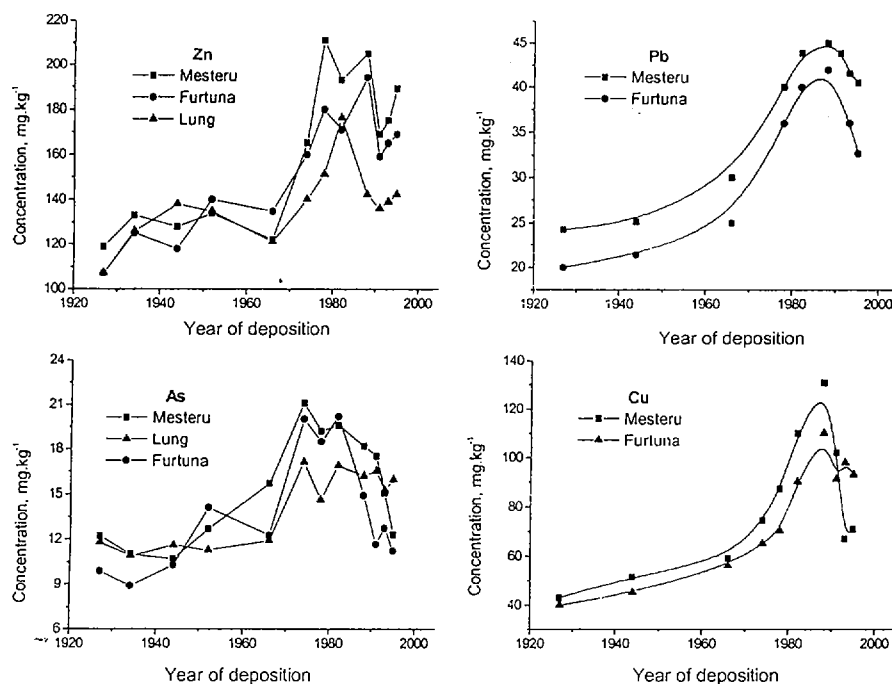 Zn
Mesteru
Furtuna
Lung
Concentration, mg.kg⁻¹
220
200
180
160
140
120
100
1920 1940 1960 1980 2000
Year of deposition
Pb
Mesteru
Furtuna
Concentration, mg.kg⁻¹
45
40
35
30
25
20
1920 1940 1960 1980 2000
Year of deposition
As
Mesteru
Lung
Furtuna
Concentration, mg.kg⁻¹
24
21
18
15
12
9
6
1920 1940 1960 1980 2000
Year of deposition
Cu
Mesteru
Furtuna
Concentration, mg.kg⁻¹
140
120
100
80
60
40
1920 1940 1960 1980 2000
Year of deposition